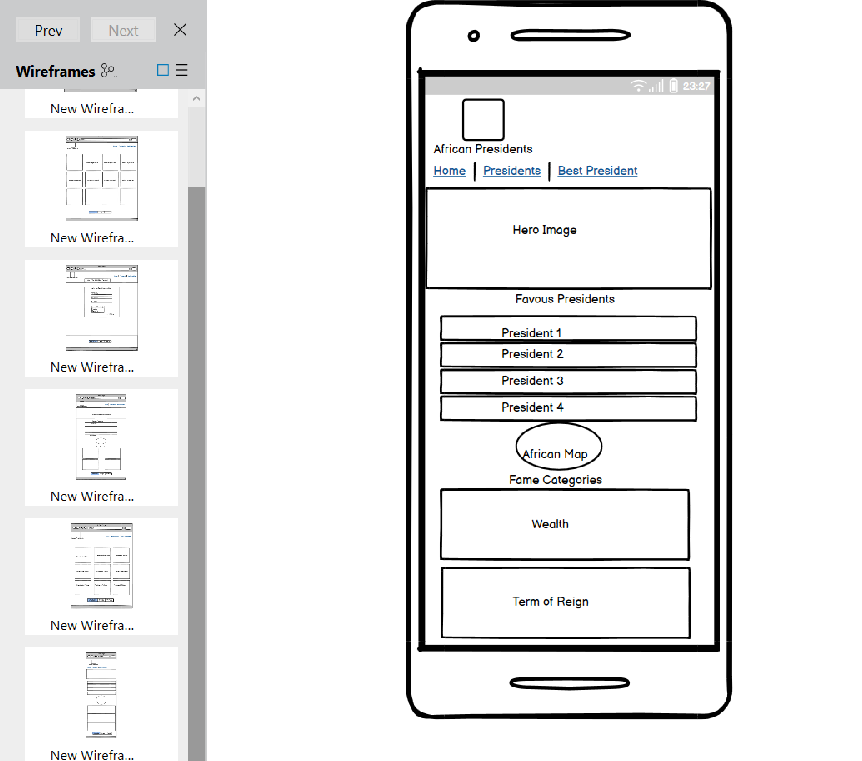 Prev Next
Wireframes
New Wirefra...
New Wirefra...
New Wirefra...
New Wirefra...
New Wirefra...
New Wirefra...
23:27
African Presidents
Home Presidents Best President
Hero Image
Favous Presidents
President 1
President 2
President 3
President 4
African Map
Fame Categories
Wealth
Term of Reign